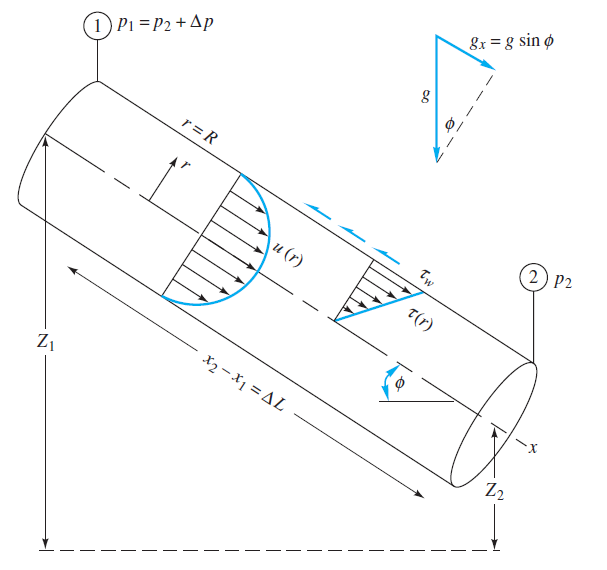 1 p₁ = p₂ + Δp
gₓ = g sin ϕ
g
ϕ
r = R
r
u (r)
τw
τ(r)
2 p₂
Z₁
x₂ – x₁ = ΔL
ϕ
x
Z₂